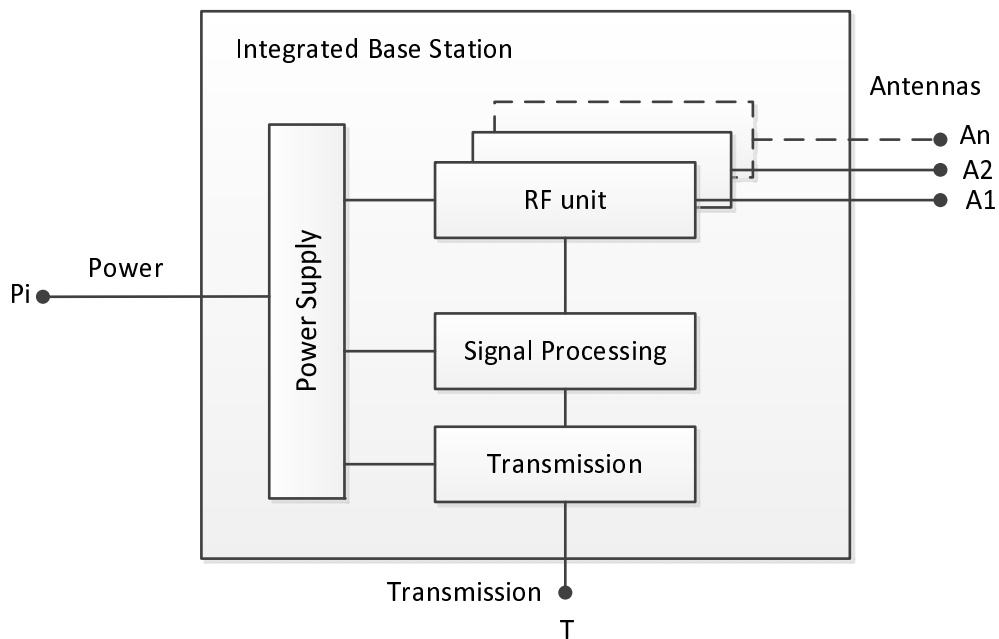 Integrated Base Station
Antennas
An
A2
A1
RF unit
Power
Pi
Power Supply
Signal Processing
Transmission
Transmission
T